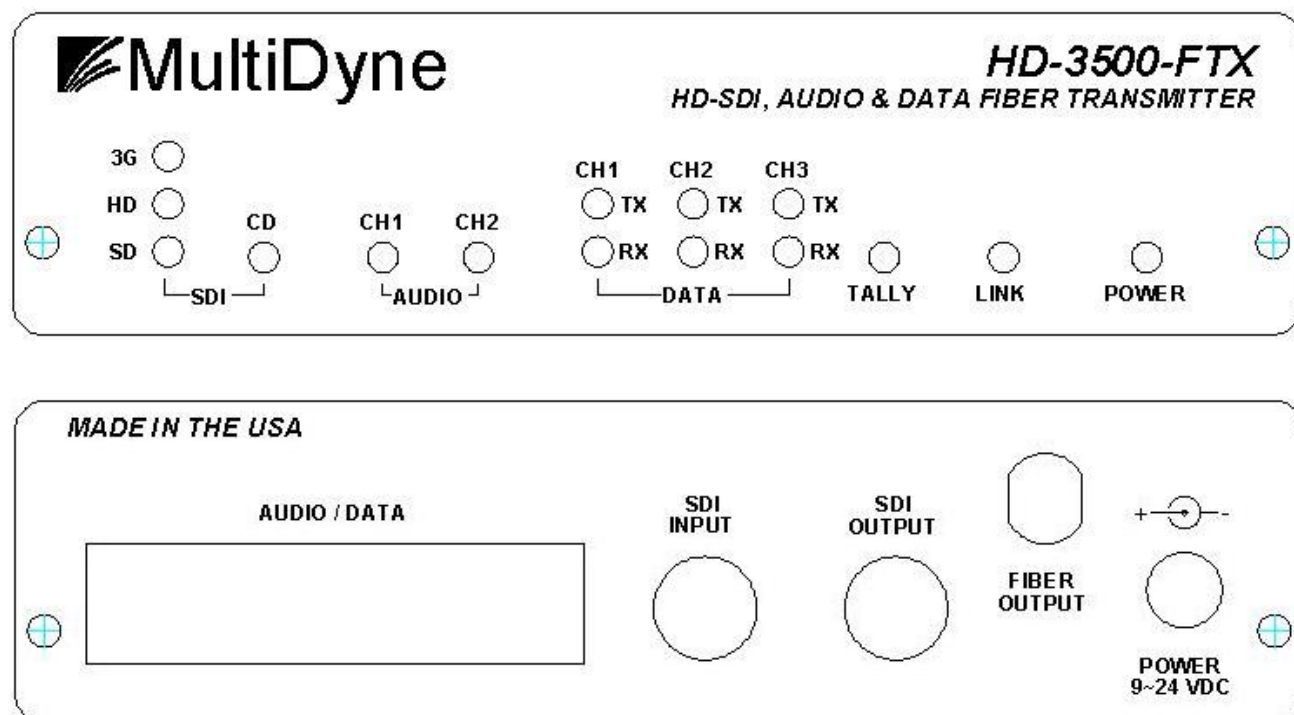 MultiDyne
HD-3500-FTX
HD-SDI, AUDIO & DATA FIBER TRANSMITTER
3G
HD
SD
CD
SDI
CH1 CH2
AUDIO
CH1 CH2 CH3
TX TX TX
RX RX RX
DATA
TALLY
LINK
POWER
MADE IN THE USA
AUDIO / DATA
SDI
INPUT
SDI
OUTPUT
FIBER
OUTPUT
+ -
POWER
9~24 VDC